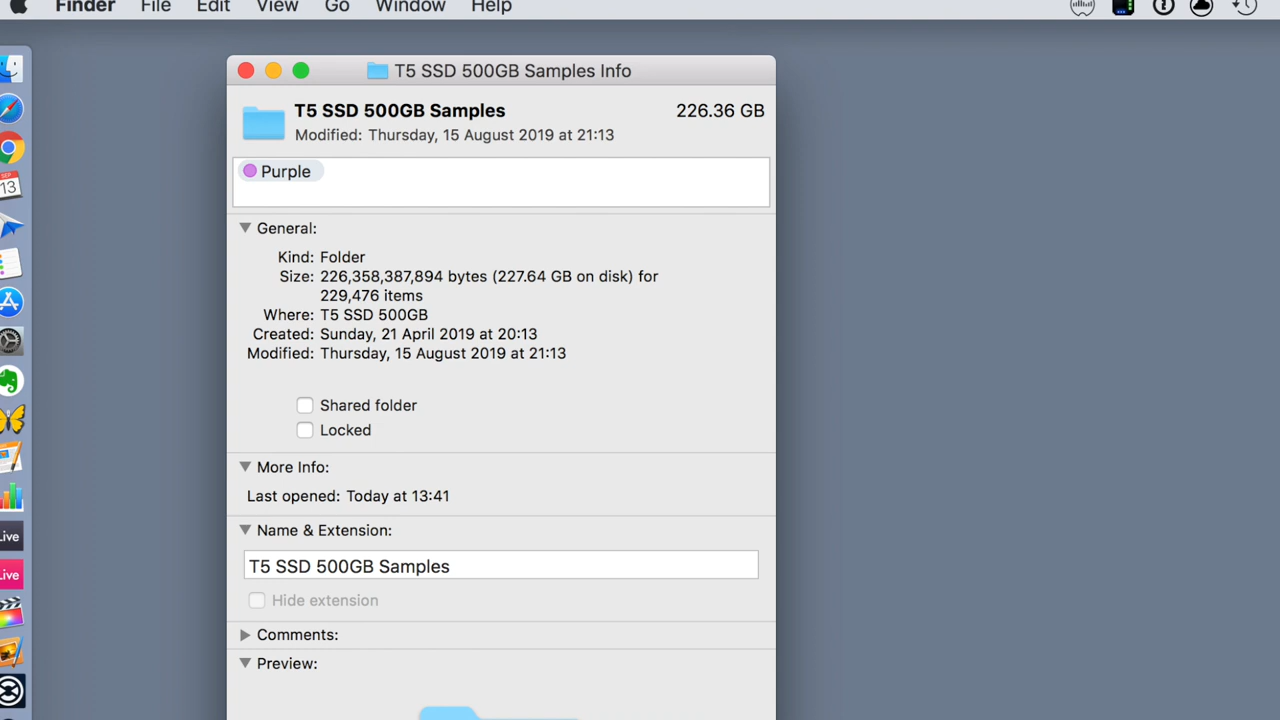 Finder File Edit View Go Window Help
T5 SSD 500GB Samples Info
T5 SSD 500GB Samples 226.36 GB
Modified: Thursday, 15 August 2019 at 21:13
Purple
General:
Kind: Folder
Size: 226,358,387,894 bytes (227.64 GB on disk) for
229,476 items
Where: T5 SSD 500GB
Created: Sunday, 21 April 2019 at 20:13
Modified: Thursday, 15 August 2019 at 21:13
Shared folder
Locked
More Info:
Last opened: Today at 13:41
Name & Extension:
T5 SSD 500GB Samples
Hide extension
Comments:
Preview:
SEP
13
Live
Live